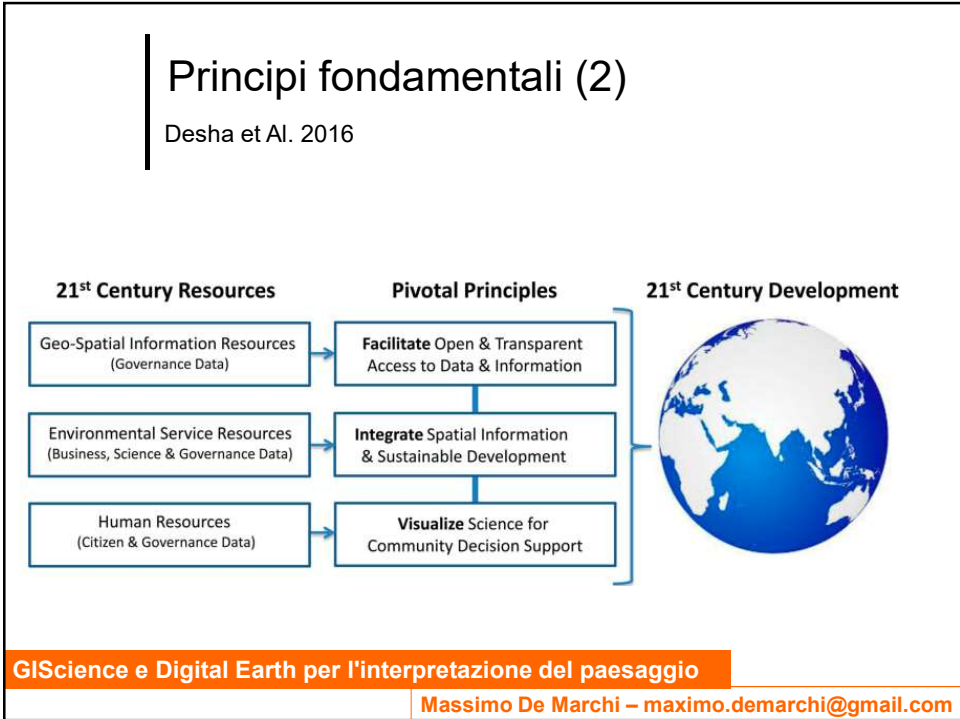 Principi fondamentali (2)
Desha et Al. 2016
21st Century Resources
Pivotal Principles
21st Century Development
Geo-Spatial Information Resources
(Governance Data)
Facilitate Open & Transparent
Access to Data & Information
Environmental Service Resources
(Business, Science & Governance Data)
Integrate Spatial Information
& Sustainable Development
Human Resources
(Citizen & Governance Data)
Visualize Science for
Community Decision Support
GIScience e Digital Earth per l'interpretazione del paesaggio
Massimo De Marchi – maximo.demarchi@gmail.com